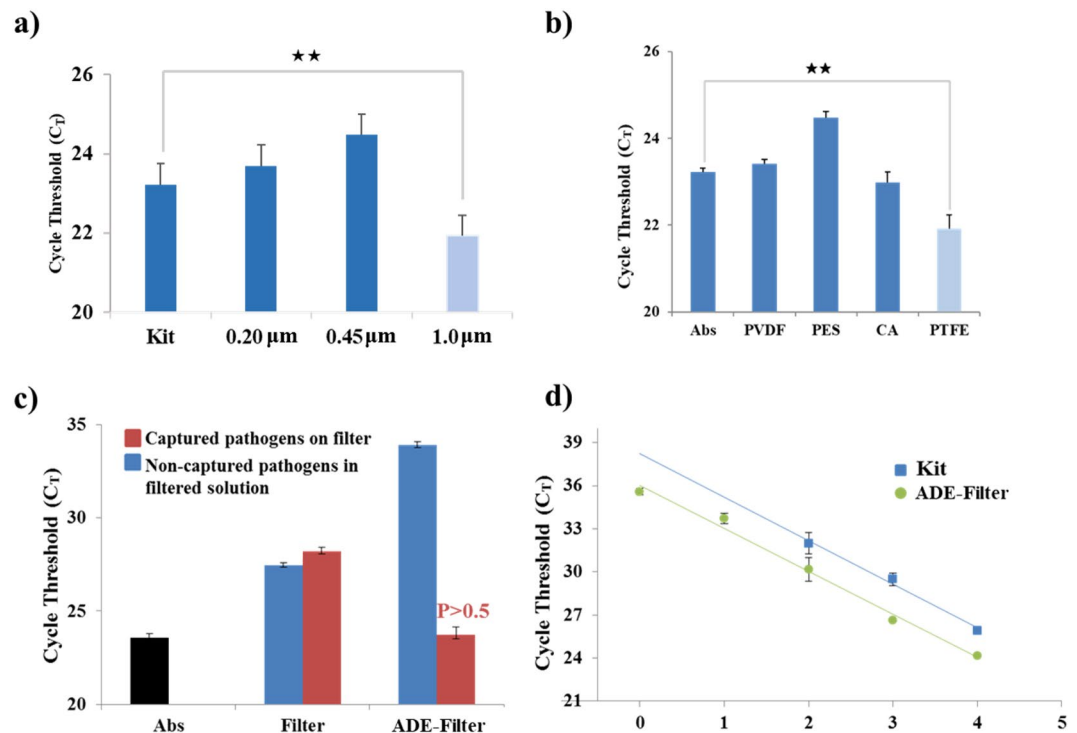 a)
★★
26
24
22
20
Cycle Threshold (CT)
Kit 0.20 µm 0.45 µm 1.0 µm
b)
★★
26
24
22
20
Cycle Threshold (CT)
Abs PVDF PES CA PTFE
c)
35
30
25
20
Cycle Threshold (CT)
Captured pathogens on filter
Non-captured pathogens in
filtered solution
P>0.5
Abs Filter ADE-Filter
d)
39
36
33
30
27
24
21
Cycle Threshold (CT)
Kit
ADE-Filter
0 1 2 3 4 5